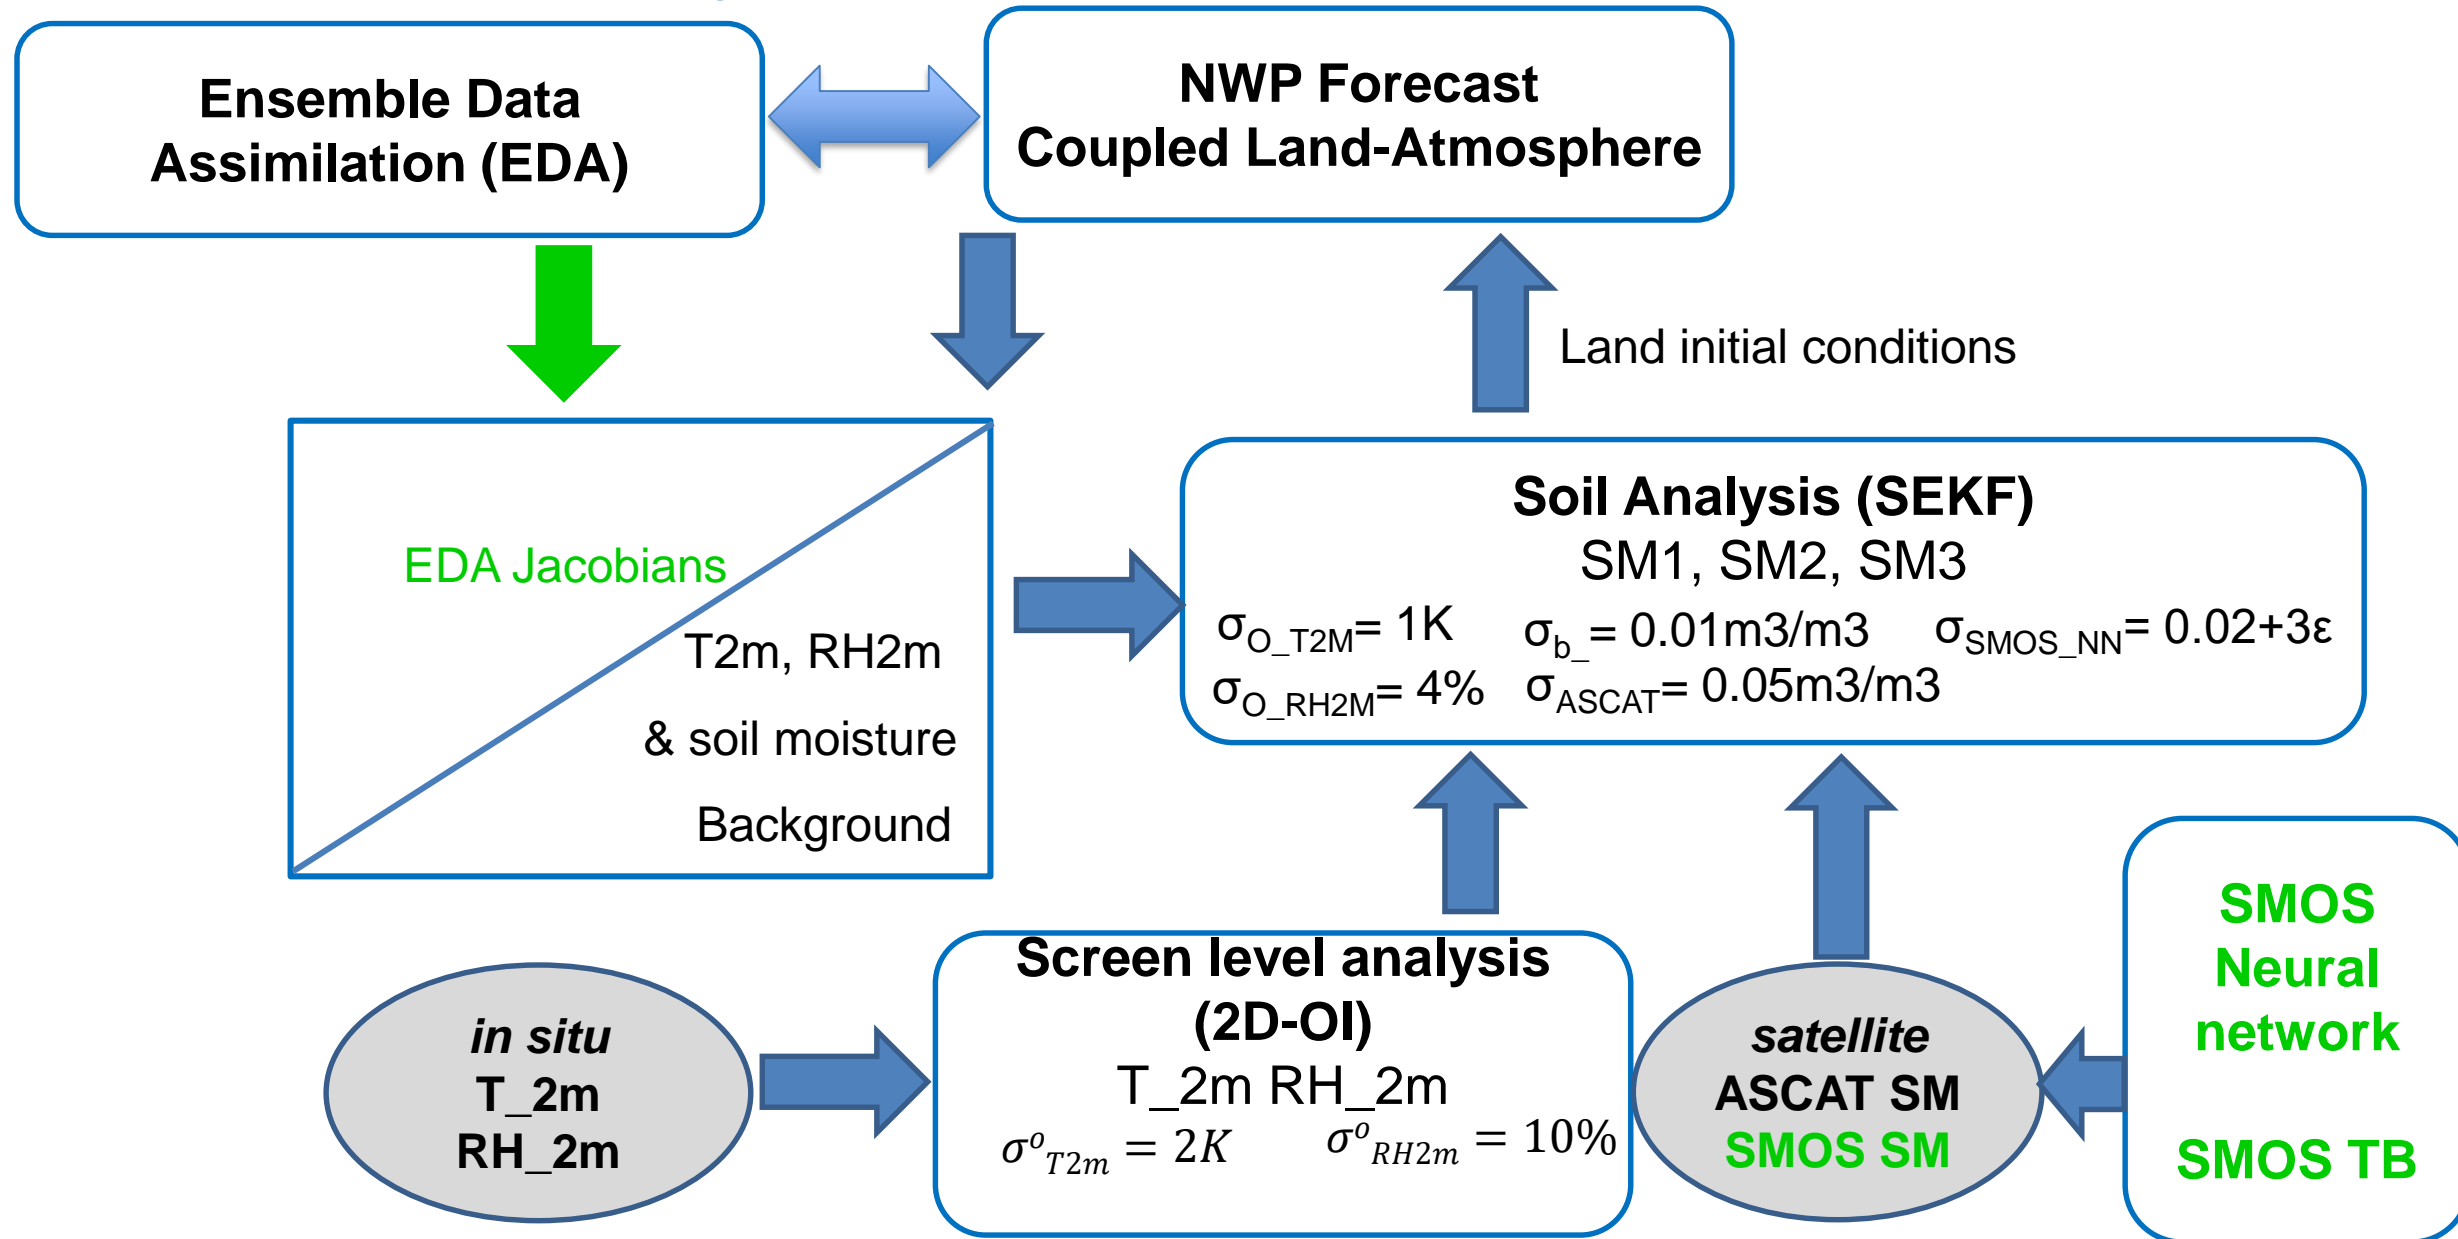 Ensemble Data
Assimilation (EDA)
NWP Forecast
Coupled Land-Atmosphere
Land initial conditions
EDA Jacobians
T2m, RH2m
& soil moisture
Background
Soil Analysis (SEKF)
SM1, SM2, SM3
σO_T2M= 1K σb_= 0.01m3/m3 σSMOS_NN= 0.02+3ε
σO_RH2M= 4% σASCAT= 0.05m3/m3
in situ
T_2m
RH_2m
Screen level analysis
(2D-OI)
T_2m RH_2m
σ^o_T2m = 2K σ^o_RH2m = 10%
satellite
ASCAT SM
SMOS SM
SMOS
Neural
network
SMOS TB